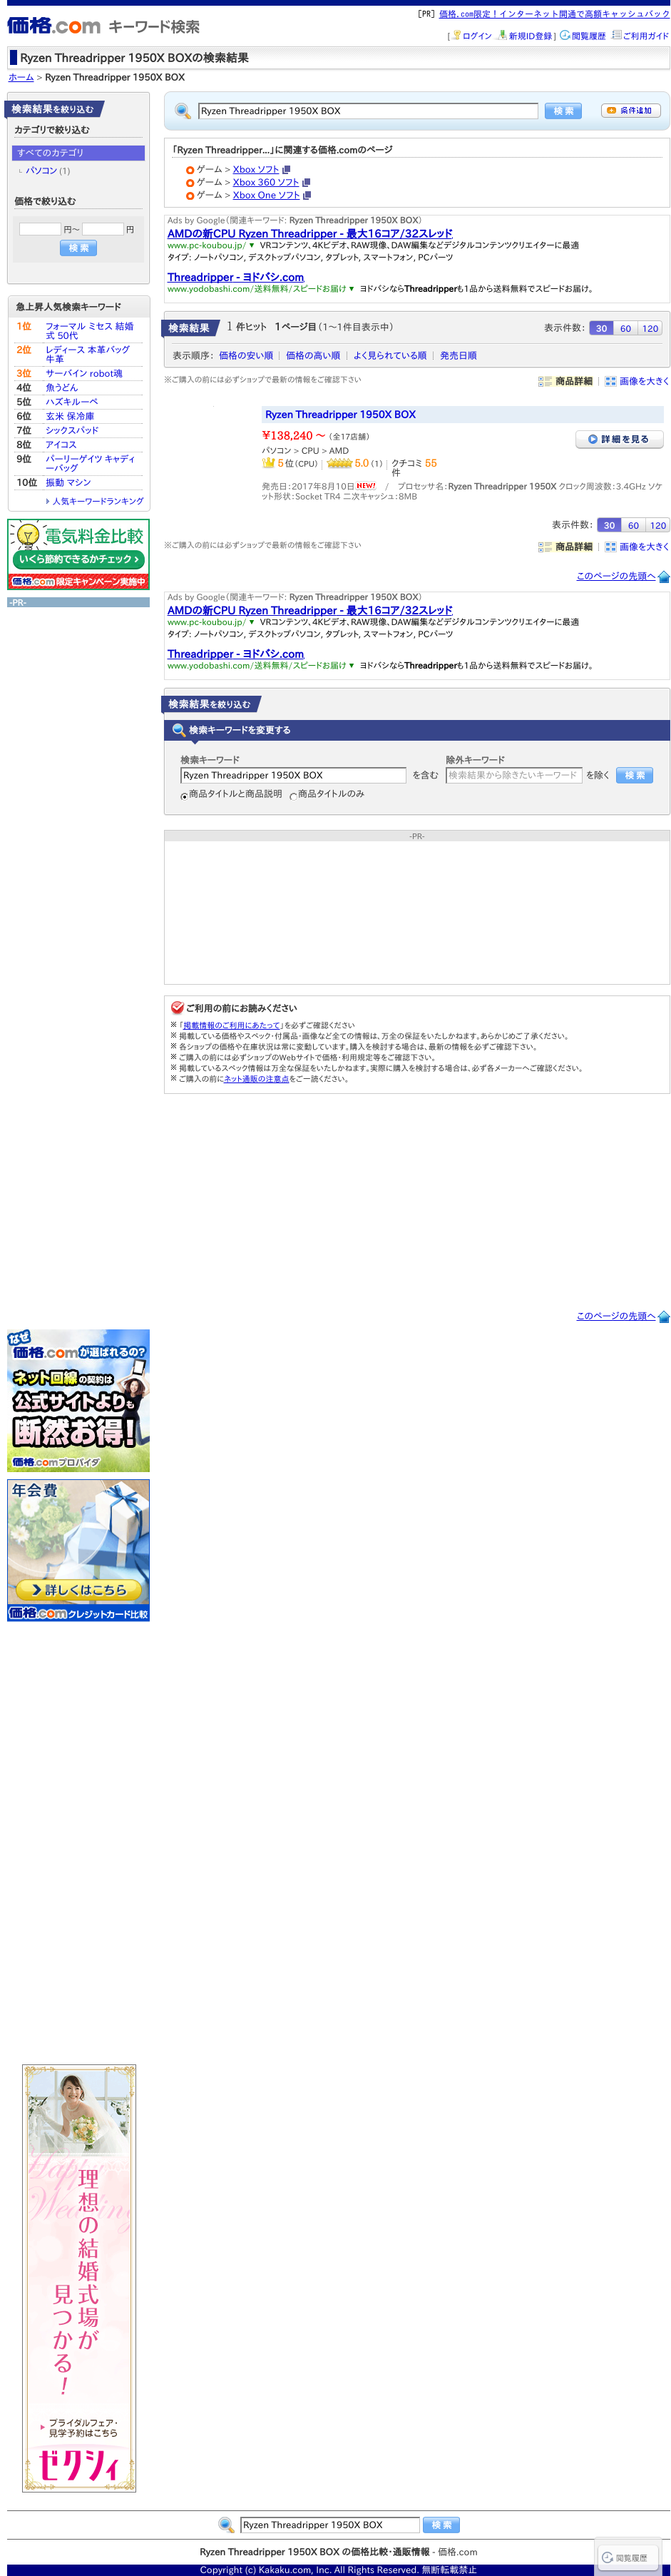 価格.com キーワード検索
[PR] 価格.com限定！インターネット開通で高額キャッシュバック
[ ログイン 新規ID登録 ] 閲覧履歴 ご利用ガイド
Ryzen Threadripper 1950X BOXの検索結果
ホーム > Ryzen Threadripper 1950X BOX
検索結果を絞り込む
カテゴリで絞り込む
すべてのカテゴリ
パソコン (1)
価格で絞り込む
円～ 円
検索
急上昇人気検索キーワード
1位 フォーマル ミセス 結婚
式 50代
2位 レディース 本革バッグ
牛革
3位 サーバイン robot魂
4位 魚うどん
5位 ハズキルーペ
6位 玄米 保冷庫
7位 シックスパッド
8位 アイコス
9位 バーリーゲイツ キャディ
ーバッグ
10位 振動 マシン
人気キーワードランキング
電気料金比較
いくら節約できるかチェック >
価格.com限定キャンペーン実施中
-PR-
Ryzen Threadripper 1950X BOX
検索
条件追加
「Ryzen Threadripper...」に関連する価格.comのページ
ゲーム > Xbox ソフト
ゲーム > Xbox 360 ソフト
ゲーム > Xbox One ソフト
Ads by Google（関連キーワード: Ryzen Threadripper 1950X BOX）
AMDの新CPU Ryzen Threadripper - 最大16コア/32スレッド
www.pc-koubou.jp/▼ VRコンテンツ、4Kビデオ、RAW現像、DAW編集などデジタルコンテンツクリエイターに最適
タイプ: ノートパソコン, デスクトップパソコン, タブレット, スマートフォン, PCパーツ
Threadripper - ヨドバシ.com
www.yodobashi.com/送料無料/スピードお届け▼ ヨドバシならThreadripperも1品から送料無料でスピードお届け。
検索結果 1 件ヒット 1ページ目（1～1件目表示中）
表示件数： 30 60 120
表示順序： 価格の安い順 | 価格の高い順 | よく見られている順 | 発売日順
※ご購入の前には必ずショップで最新の情報をご確認下さい
商品詳細 | 画像を大きく
Ryzen Threadripper 1950X BOX
¥138,240 ～ （全17店舗）
詳細を見る
パソコン > CPU > AMD
5位（CPU） | 5.0（1） | クチコミ 55
件
発売日：2017年8月10日 NEW! / プロセッサ名：Ryzen Threadripper 1950X クロック周波数：3.4GHz ソケ
ット形状：Socket TR4 二次キャッシュ：8MB
表示件数： 30 60 120
※ご購入の前には必ずショップで最新の情報をご確認下さい
商品詳細 | 画像を大きく
このページの先頭へ
Ads by Google（関連キーワード: Ryzen Threadripper 1950X BOX）
AMDの新CPU Ryzen Threadripper - 最大16コア/32スレッド
www.pc-koubou.jp/▼ VRコンテンツ、4Kビデオ、RAW現像、DAW編集などデジタルコンテンツクリエイターに最適
タイプ: ノートパソコン, デスクトップパソコン, タブレット, スマートフォン, PCパーツ
Threadripper - ヨドバシ.com
www.yodobashi.com/送料無料/スピードお届け▼ ヨドバシならThreadripperも1品から送料無料でスピードお届け。
検索結果を絞り込む
検索キーワードを変更する
検索キーワード 除外キーワード
Ryzen Threadripper 1950X BOX を含む 検索結果から除きたいキーワード を除く 検索
商品タイトルと商品説明 商品タイトルのみ
-PR-
ご利用の前にお読みください
※ 「掲載情報のご利用にあたって」を必ずご確認ください
※ 掲載している価格やスペック・付属品・画像など全ての情報は、万全の保証をいたしかねます。あらかじめご了承ください。
※ 各ショップの価格や在庫状況は常に変動しています。購入を検討する場合は、最新の情報を必ずご確認下さい。
※ ご購入の前には必ずショップのWebサイトで価格・利用規定等をご確認下さい。
※ 掲載しているスペック情報は万全な保証をいたしかねます。実際に購入を検討する場合は、必ず各メーカーへご確認ください。
※ ご購入の前にネット通販の注意点をご一読ください。
このページの先頭へ
なぜ
価格.comが選ばれるの?
ネット回線の契約は
公式サイトよりも
断然お得!
価格.comプロバイダ
年会費
詳しくはこちら
価格.comクレジットカード比較
Happy Wedding
理想の結婚式場が
見つかる！
ブライダルフェア・
見学予約はこちら
ゼクシィ
Ryzen Threadripper 1950X BOX 検索
Ryzen Threadripper 1950X BOX の価格比較・通販情報 - 価格.com
閲覧履歴
Copyright (c) Kakaku.com, Inc. All Rights Reserved. 無断転載禁止